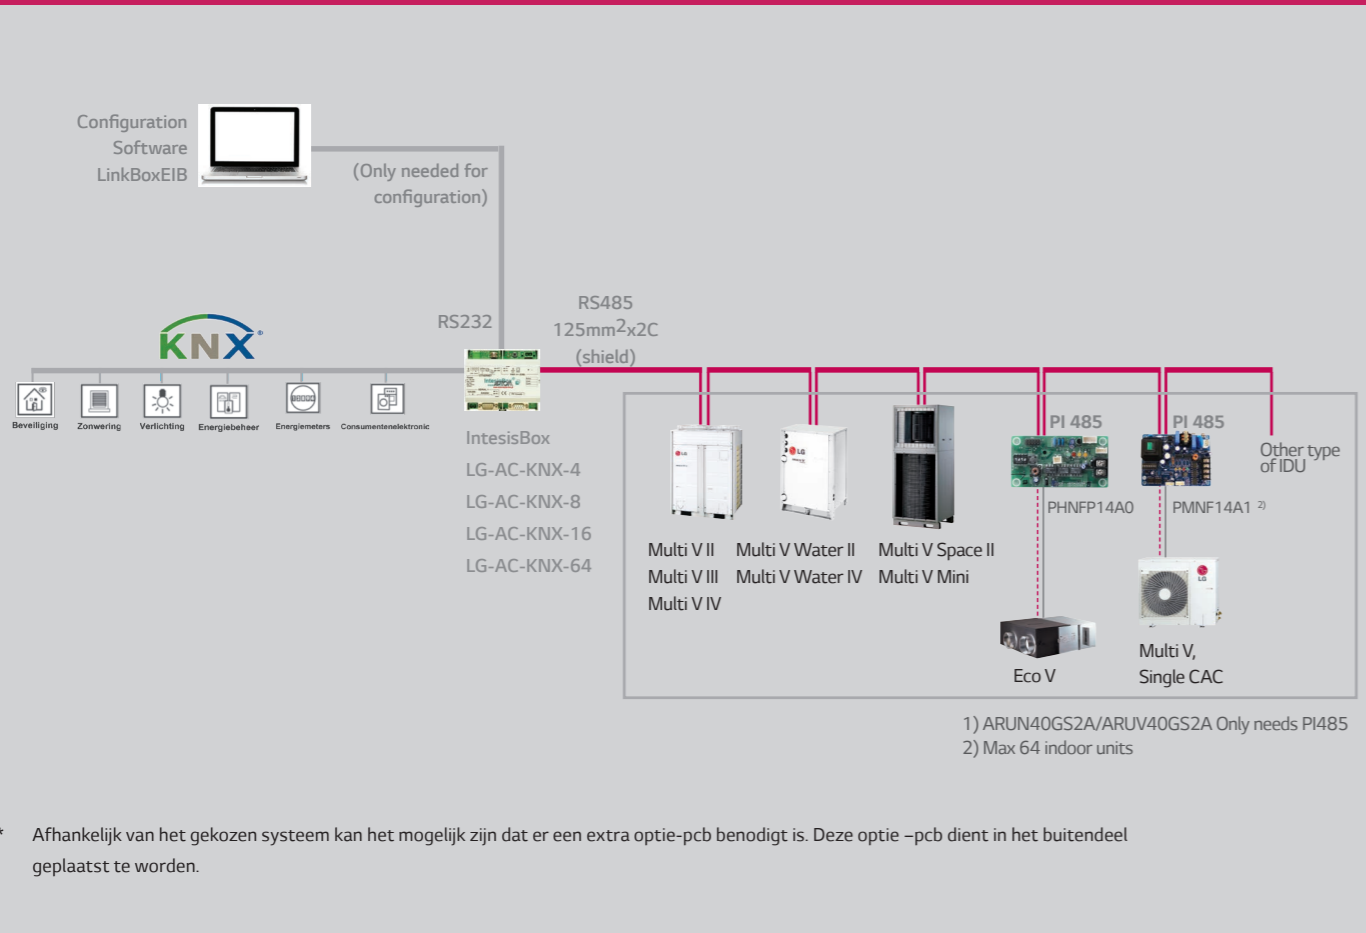 Configuration
Software
LinkBoxEIB
(Only needed for
configuration)
RS232
RS485
125mm2x2C
(shield)
KNX®
Beveiliging
Zonwering
Verlichting
Energiebeheer
Energiemeters
Consumentenelektronic
IntesisBox
LG-AC-KNX-4
LG-AC-KNX-8
LG-AC-KNX-16
LG-AC-KNX-64
LG
LG
PI 485
PI 485
Other type
of IDU
PHNFP14A0
PMNF14A1 2)
Multi V II
Multi V III
Multi V IV
Multi V Water II
Multi V Water IV
Multi V Space II
Multi V Mini
LG
Eco V
Multi V,
Single CAC
1) ARUN40GS2A/ARUV40GS2A Only needs PI485
2) Max 64 indoor units
* Afhankelijk van het gekozen systeem kan het mogelijk zijn dat er een extra optie-pcb benodigt is. Deze optie –pcb dient in het buitendeel
geplaatst te worden.